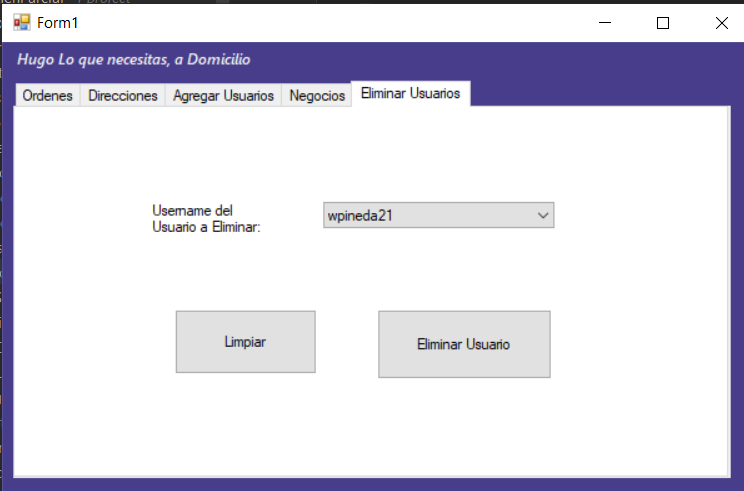 Form1
Hugo Lo que necesitas, a Domicilio
Ordenes
Direcciones
Agregar Usuarios
Negocios
Eliminar Usuarios
Username del
Usuario a Eliminar:
wpineda21
Limpiar
Eliminar Usuario